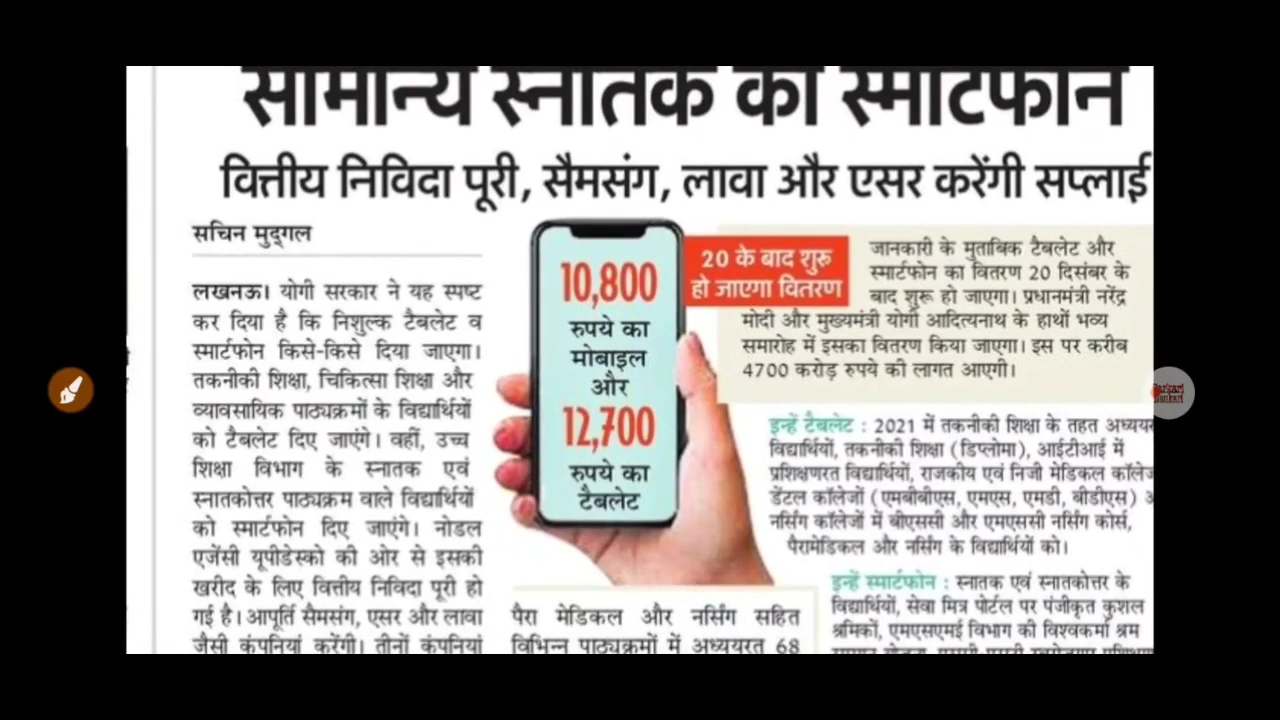 सामान्य स्नातक को स्मार्टफोन
वित्तीय निविदा पूरी, सैमसंग, लावा और एसर करेंगी सप्लाई
सचिन मुद्गल
लखनऊ। योगी सरकार ने यह स्पष्ट
कर दिया है कि निशुल्क टैबलेट व
स्मार्टफोन किसे-किसे दिया जाएगा।
तकनीकी शिक्षा, चिकित्सा शिक्षा और
व्यावसायिक पाठ्यक्रमों के विद्यार्थियों
को टैबलेट दिए जाएंगे। वहीं, उच्च
शिक्षा विभाग के स्नातक एवं
स्नातकोत्तर पाठ्यक्रम वाले विद्यार्थियों
को स्मार्टफोन दिए जाएंगे। नोडल
एजेंसी यूपीडेस्को की ओर से इसकी
खरीद के लिए वित्तीय निविदा पूरी हो
गई है। आपूर्ति सैमसंग, एसर और लावा
जैसी कंपनियां करेंगी। तीनों कंपनियां
10,800
रुपये का
मोबाइल
और
12,700
रुपये का
टैबलेट
पैरा मेडिकल और नर्सिंग सहित
विभिन्न पाठ्यक्रमों में अध्ययरत 68
20 के बाद शुरू
हो जाएगा वितरण
जानकारी के मुताबिक टैबलेट और
स्मार्टफोन का वितरण 20 दिसंबर के
बाद शुरू हो जाएगा। प्रधानमंत्री नरेंद्र
मोदी और मुख्यमंत्री योगी आदित्यनाथ के हाथों भव्य
समारोह में इसका वितरण किया जाएगा। इस पर करीब
4700 करोड़ रुपये की लागत आएगी।
इन्हें टैबलेट : 2021 में तकनीकी शिक्षा के तहत अध्ययर
विद्यार्थियों, तकनीकी शिक्षा (डिप्लोमा), आईटीआई में
प्रशिक्षणरत विद्यार्थियों, राजकीय एवं निजी मेडिकल कॉलेज
डेंटल कॉलेजों (एमबीबीएस, एमएस, एमडी, बीडीएस)
नर्सिंग कॉलेजों में बीएससी और एमएससी नर्सिंग कोर्स,
पैरामेडिकल और नर्सिंग के विद्यार्थियों को।
इन्हें स्मार्टफोन : स्नातक एवं स्नातकोत्तर के
विद्यार्थियों, सेवा मित्र पोर्टल पर पंजीकृत कुशल
श्रमिकों, एमएसएमई विभाग की विश्वकर्मा श्रम